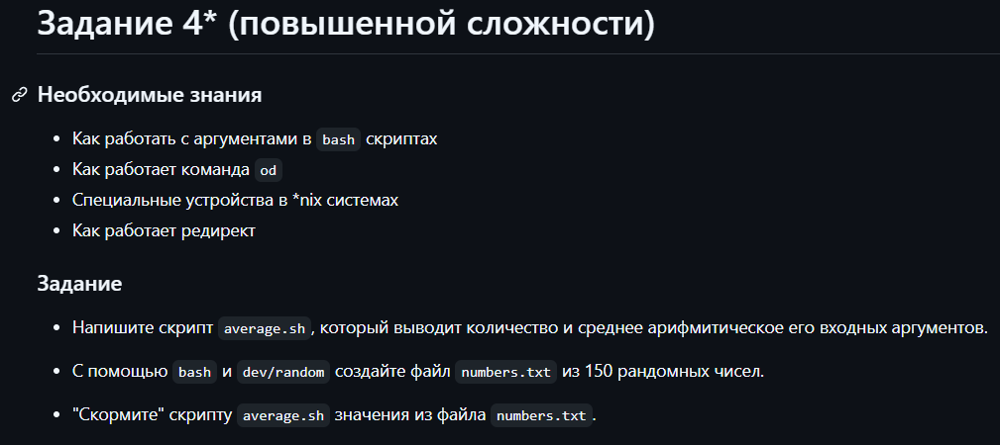 Задание 4* (повышенной сложности)
Необходимые знания
Как работать с аргументами в bash скриптах
Как работает команда od
Специальные устройства в *nix системах
Как работает редирект
Задание
Напишите скрипт average.sh, который выводит количество и среднее арифмитическое его входных аргументов.
С помощью bash и dev/random создайте файл numbers.txt из 150 рандомных чисел.
"Скормите" скрипту average.sh значения из файла numbers.txt.